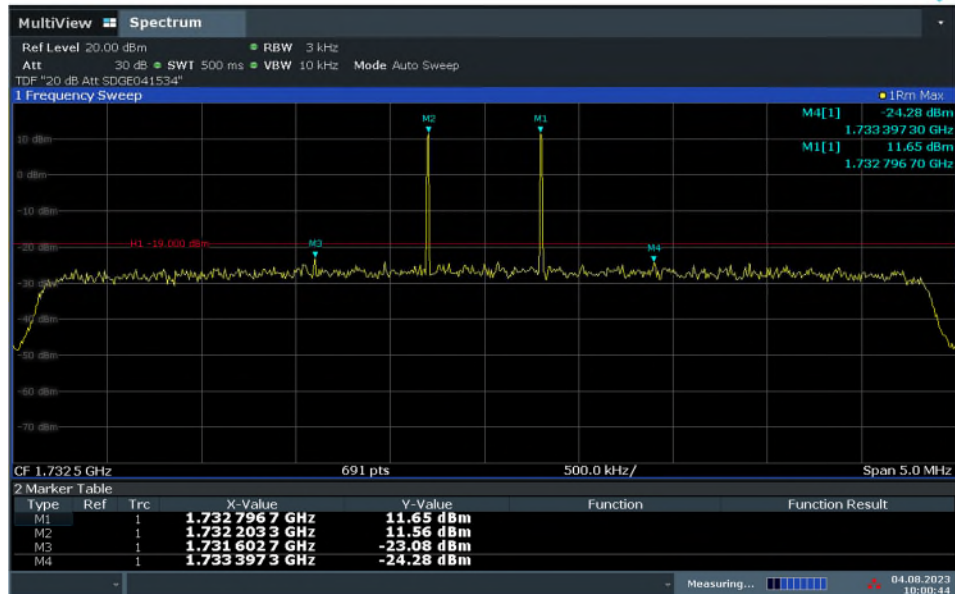 MultiView Spectrum
Ref Level 20.00 dBm RBW 3 kHz
Att 30 dB SWT 500 ms VBW 10 kHz Mode Auto Sweep
TDF "20 dB Att SDGE041534"
1 Frequency Sweep 1Rm Max
M4[1] -24.28 dBm
1.733 397 30 GHz
M1[1] 11.65 dBm
1.732 796 70 GHz
M2 M1
10 dBm
0 dBm
-10 dBm
H1 -19.000 dBm
M3 M4
-20 dBm
-30 dBm
-40 dBm
-50 dBm
-60 dBm
-70 dBm
CF 1.732 5 GHz 691 pts 500.0 kHz/ Span 5.0 MHz
2 Marker Table
Type Ref Trc X-Value Y-Value Function Function Result
M1 1 1.732 796 7 GHz 11.65 dBm
M2 1 1.732 203 3 GHz 11.56 dBm
M3 1 1.731 602 7 GHz -23.08 dBm
M4 1 1.733 397 3 GHz -24.28 dBm
Measuring... 04.08.2023
10:00:44